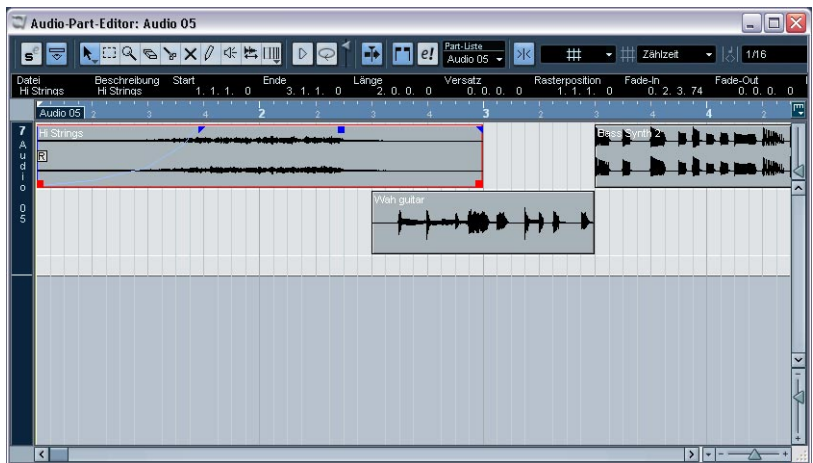 Audio-Part-Editor: Audio 05
s e e! Part-Liste Audio 05 Zählzeit 1/16
Datei Beschreibung Start Ende Länge Versatz Rasterposition Fade-In Fade-Out
Hi Strings Hi Strings 1. 1. 1. 0 3. 1. 1. 0 2. 0. 0. 0 0. 0. 0. 0 1. 1. 1. 0 0. 2. 3. 74 0. 0. 0. 0
Audio 05 2 3 4 2 2 3 4 3 2 3 4 4 2
7 Audio 05
Hi Strings
R
Bass Synth 2
Wah guitar